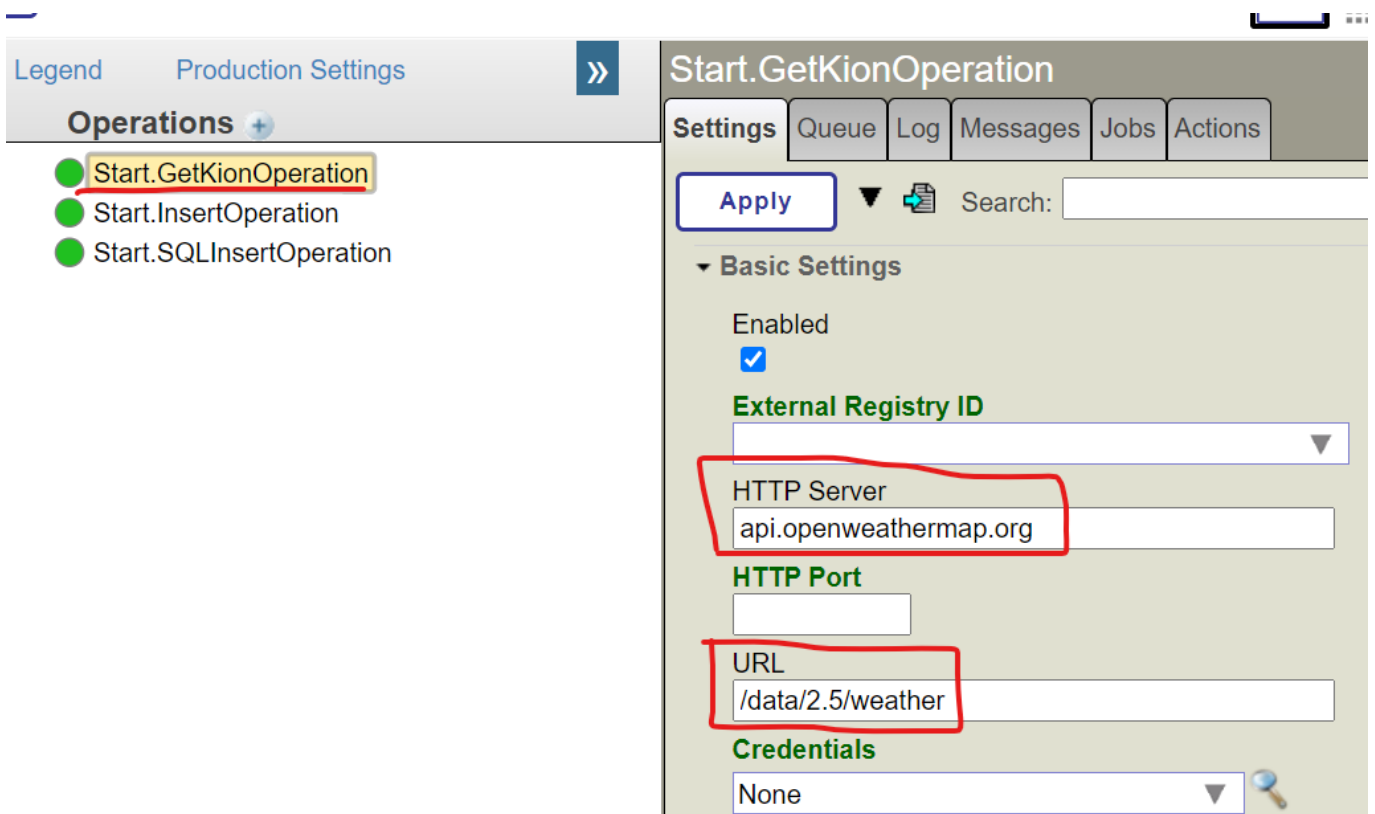 Legend Production Settings »
Operations
Start.GetKionOperation
Start.InsertOperation
Start.SQLInsertOperation
Start.GetKionOperation
Settings Queue Log Messages Jobs Actions
Apply Search:
Basic Settings
Enabled
External Registry ID
HTTP Server
api.openweathermap.org
HTTP Port
URL
/data/2.5/weather
Credentials
None